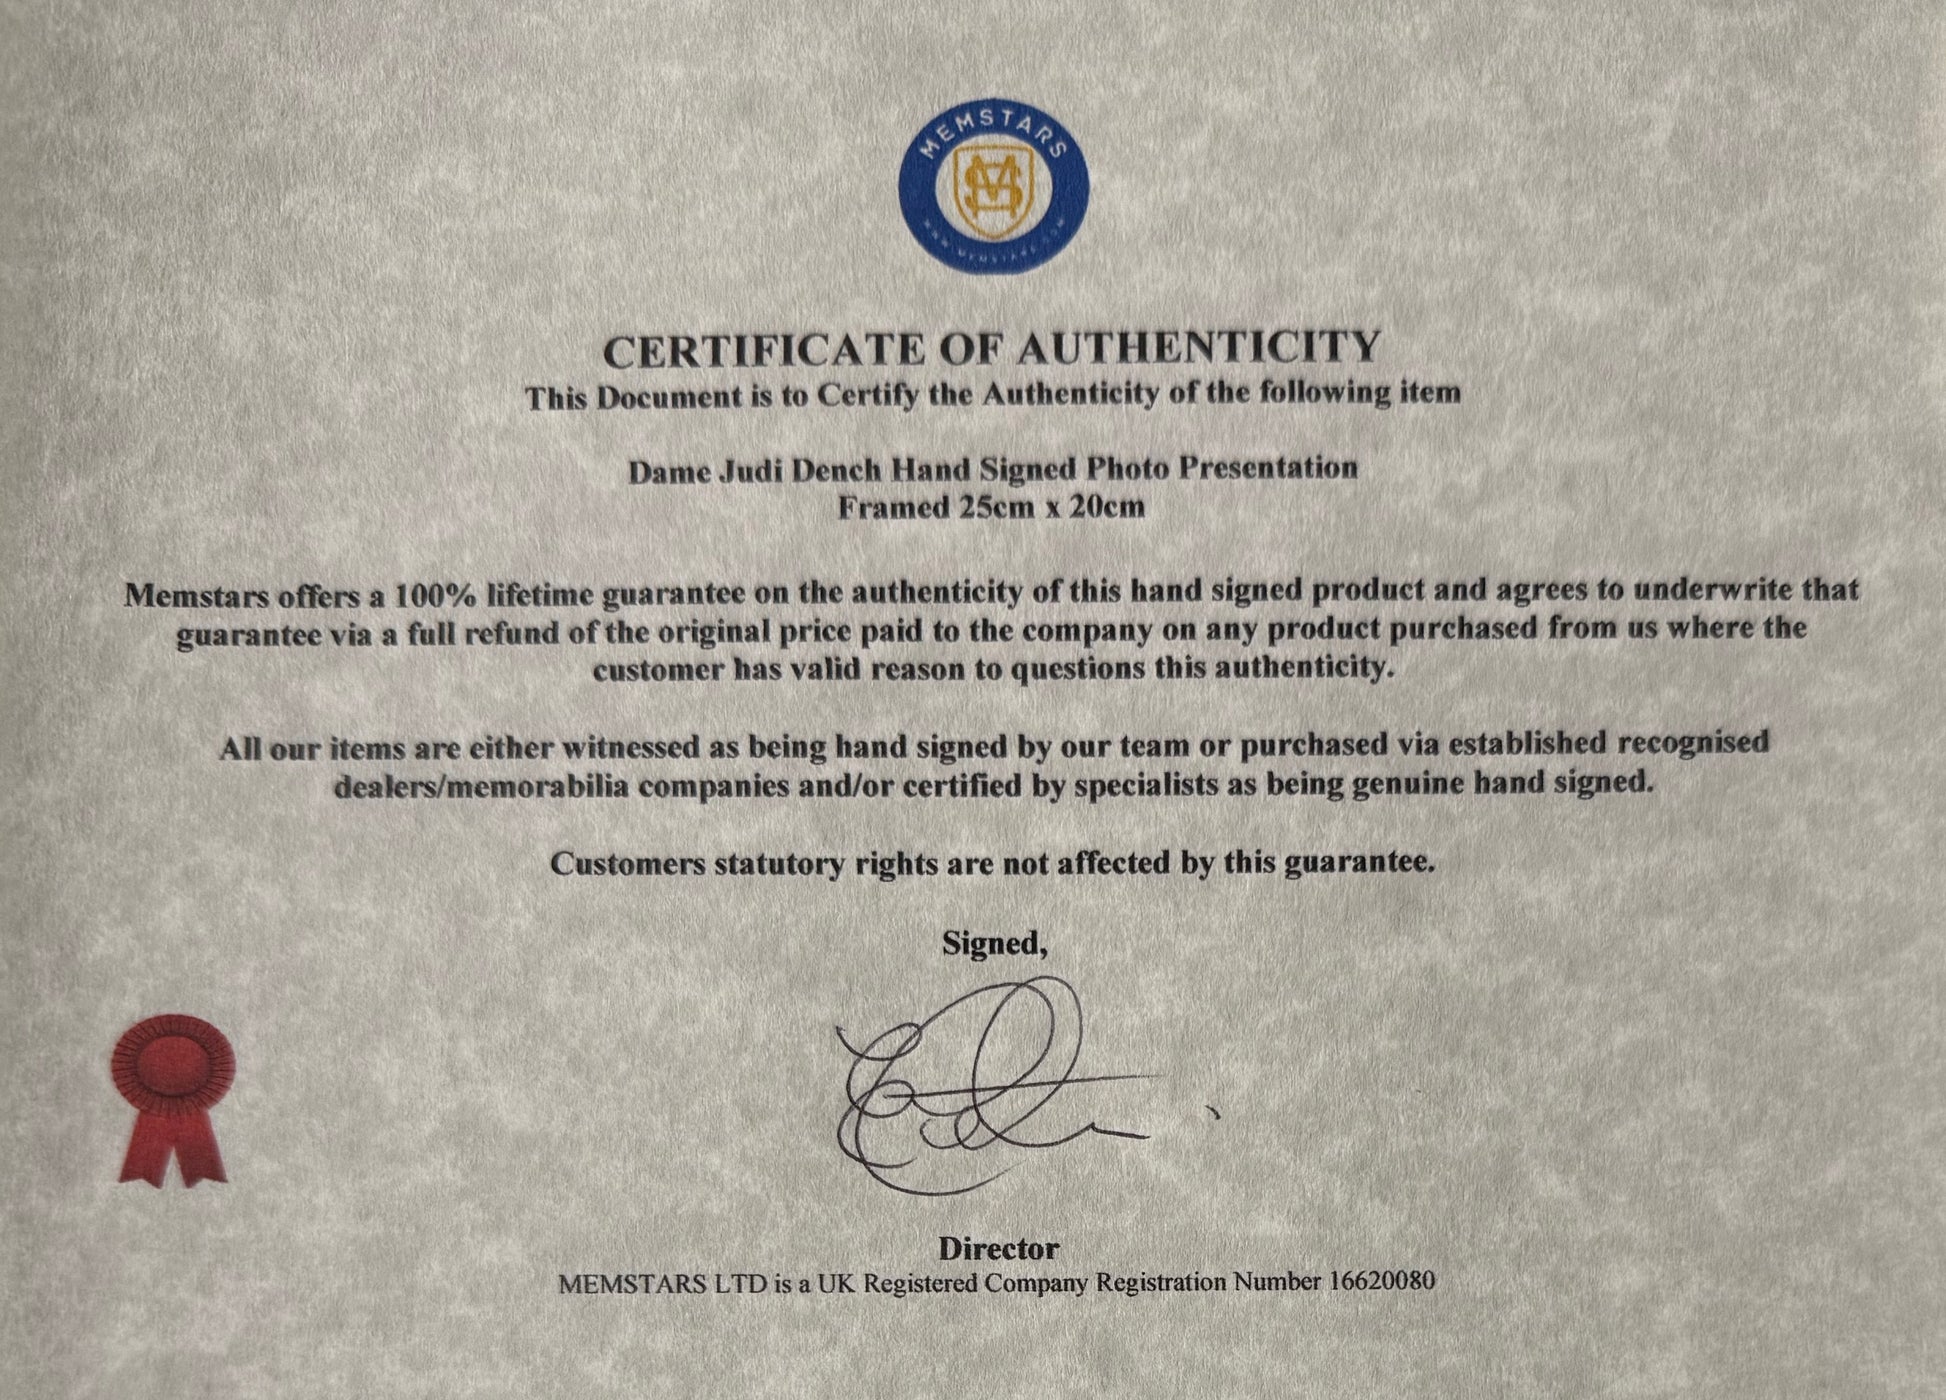 MEMSTARS
WWW.MEMSTARS.COM
CERTIFICATE OF AUTHENTICITY
This Document is to Certify the Authenticity of the following item
Dame Judi Dench Hand Signed Photo Presentation
Framed 25cm x 20cm
Memstars offers a 100% lifetime guarantee on the authenticity of this hand signed product and agrees to underwrite that
guarantee via a full refund of the original price paid to the company on any product purchased from us where the
customer has valid reason to questions this authenticity.
All our items are either witnessed as being hand signed by our team or purchased via established recognised
dealers/memorabilia companies and/or certified by specialists as being genuine hand signed.
Customers statutory rights are not affected by this guarantee.
Signed,
Director
MEMSTARS LTD is a UK Registered Company Registration Number 16620080